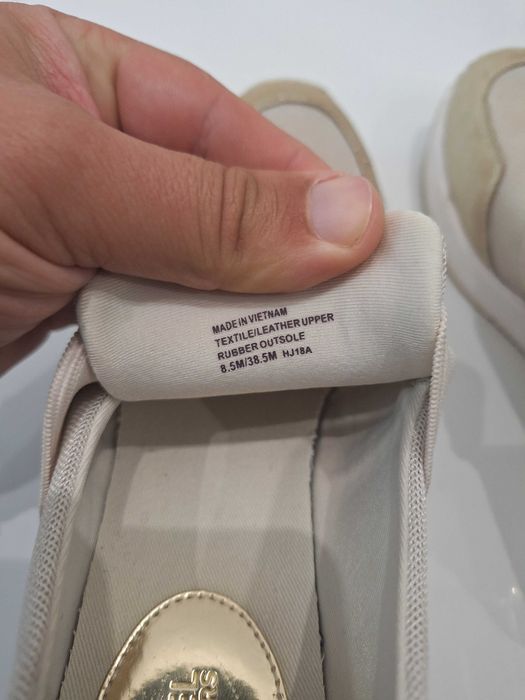 MADE IN VIETNAM
TEXTILE/LEATHER UPPER
RUBBER OUTSOLE
8.5M/38.5M HJ18A